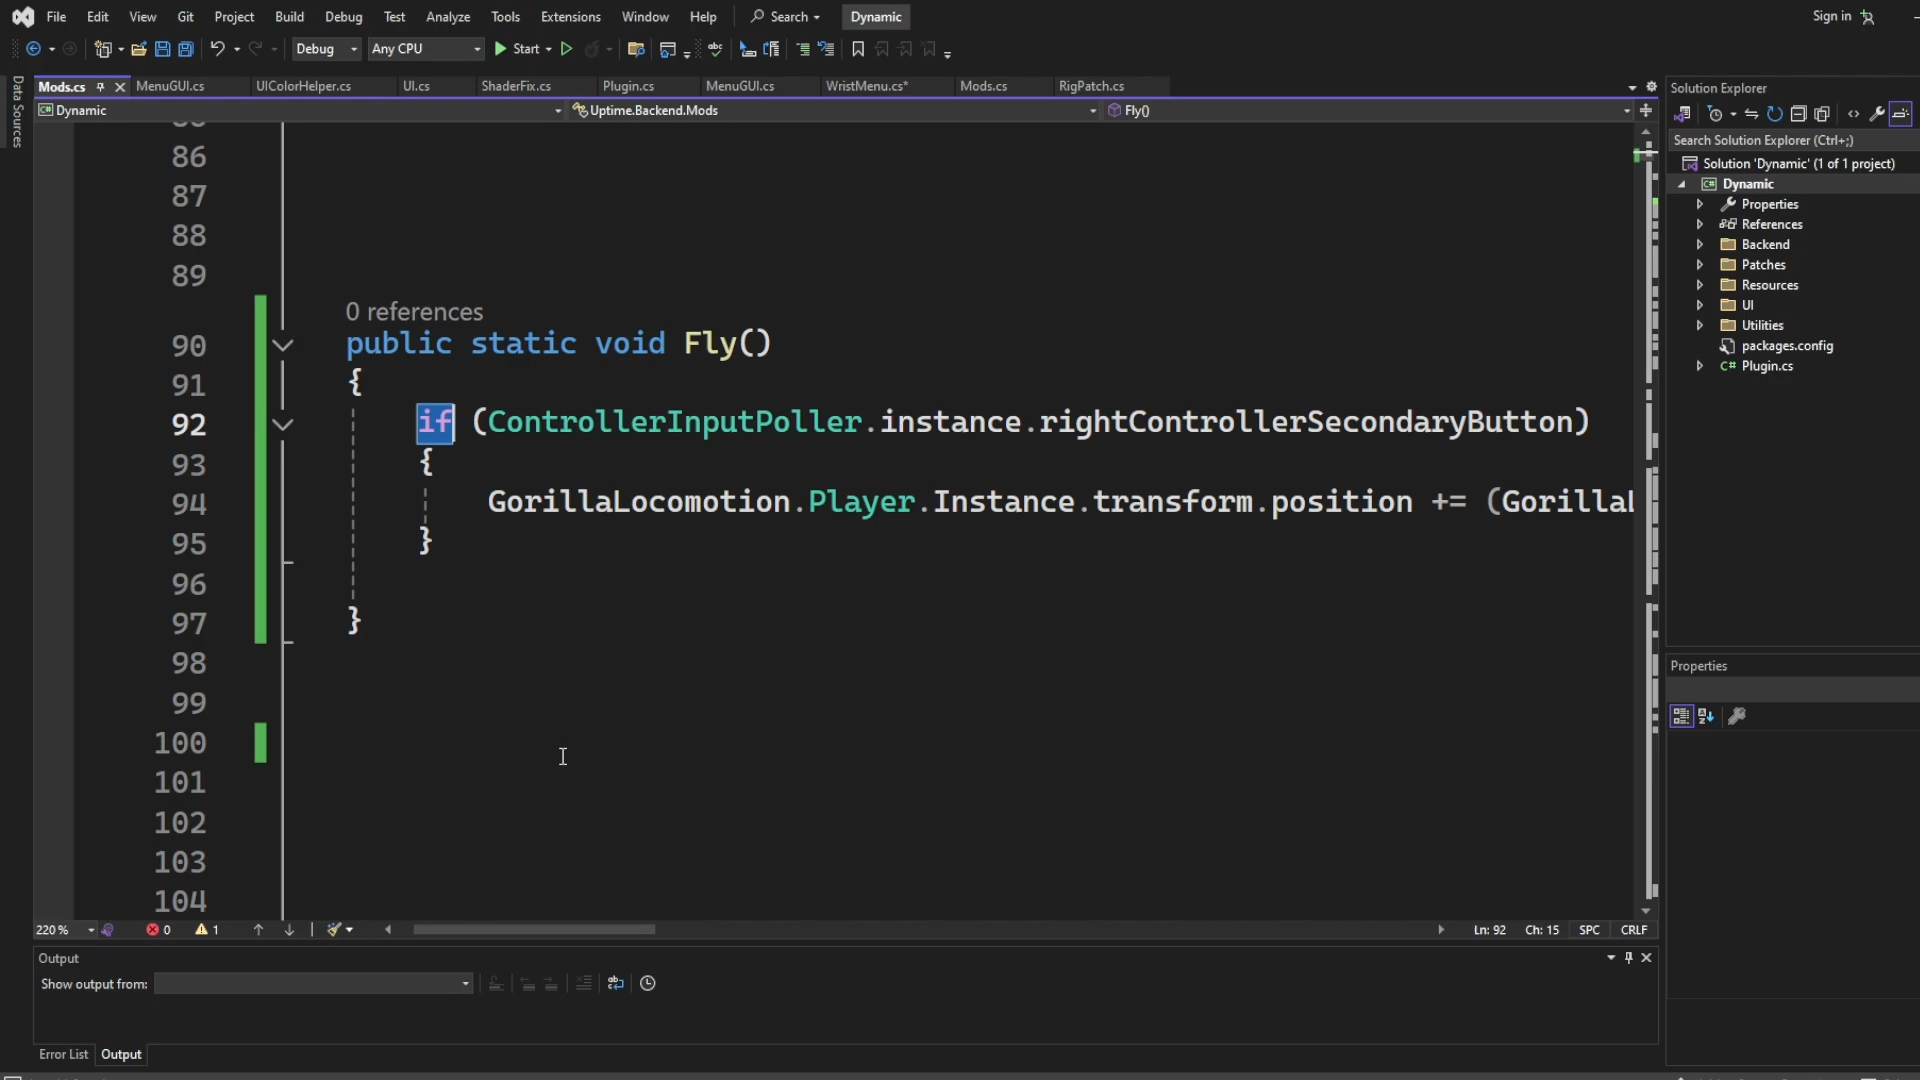 File Edit View Git Project Build Debug Test Analyze Tools Extensions Window Help Search Dynamic Sign in
Debug Any CPU Start
Mods.cs MenuGUI.cs UIColorHelper.cs UI.cs ShaderFix.cs Plugin.cs MenuGUI.cs WristMenu.cs* Mods.cs RigPatch.cs
Dynamic Uptime.Backend.Mods Fly()
Data Sources
86
87
88
89
0 references
90 public static void Fly()
91 {
92 if (ControllerInputPoller.instance.rightControllerSecondaryButton)
93 {
94 GorillaLocomotion.Player.Instance.transform.position += (GorillaL
95 }
96
97 }
98
99
100
101
102
103
104
220 % 0 1 Ln: 92 Ch: 15 SPC CRLF
Output
Show output from:
Error List Output
Solution Explorer
Search Solution Explorer (Ctrl+;)
Solution 'Dynamic' (1 of 1 project)
C# Dynamic
Properties
References
Backend
Patches
Resources
UI
Utilities
packages.config
C# Plugin.cs
Properties